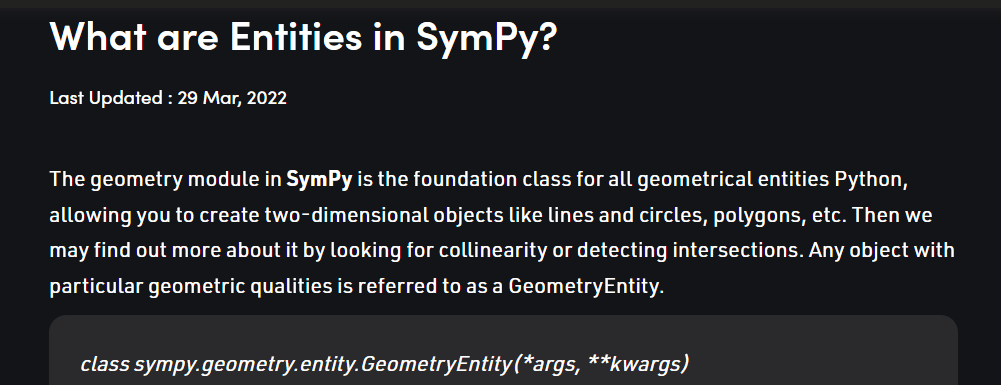 What are Entities in SymPy?
Last Updated : 29 Mar, 2022
The geometry module in SymPy is the foundation class for all geometrical entities Python,
allowing you to create two-dimensional objects like lines and circles, polygons, etc. Then we
may find out more about it by looking for collinearity or detecting intersections. Any object with
particular geometric qualities is referred to as a GeometryEntity.
class sympy.geometry.entity.GeometryEntity(*args, **kwargs)